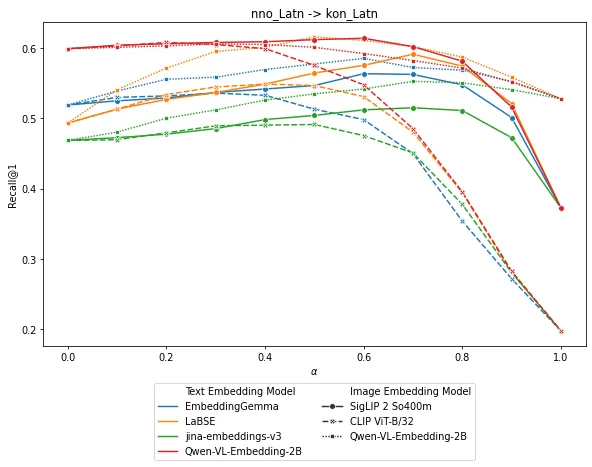 nno_Latn -> kon_Latn
Recall@1
0.6
0.5
0.4
0.3
0.2
0.0 0.2 0.4 0.6 0.8 1.0
α
Text Embedding Model Image Embedding Model
EmbeddingGemma SigLIP 2 So400m
LaBSE CLIP ViT-B/32
jina-embeddings-v3 Qwen-VL-Embedding-2B
Qwen-VL-Embedding-2B